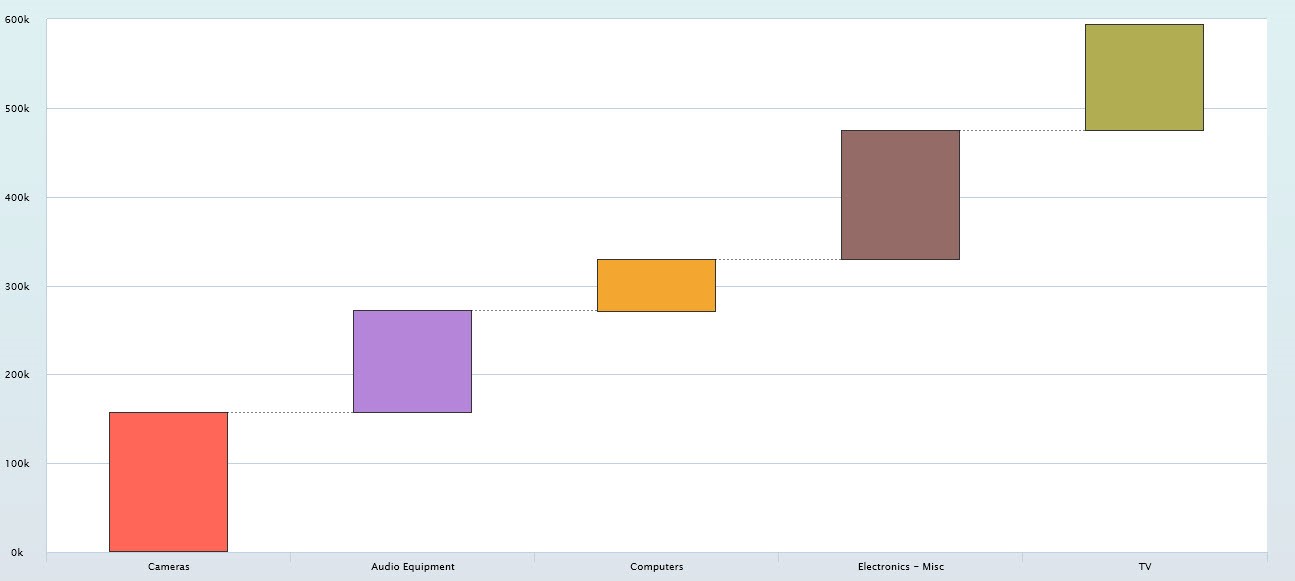 600k
500k
400k
300k
200k
100k
0k
Cameras
Audio Equipment
Computers
Electronics - Misc
TV